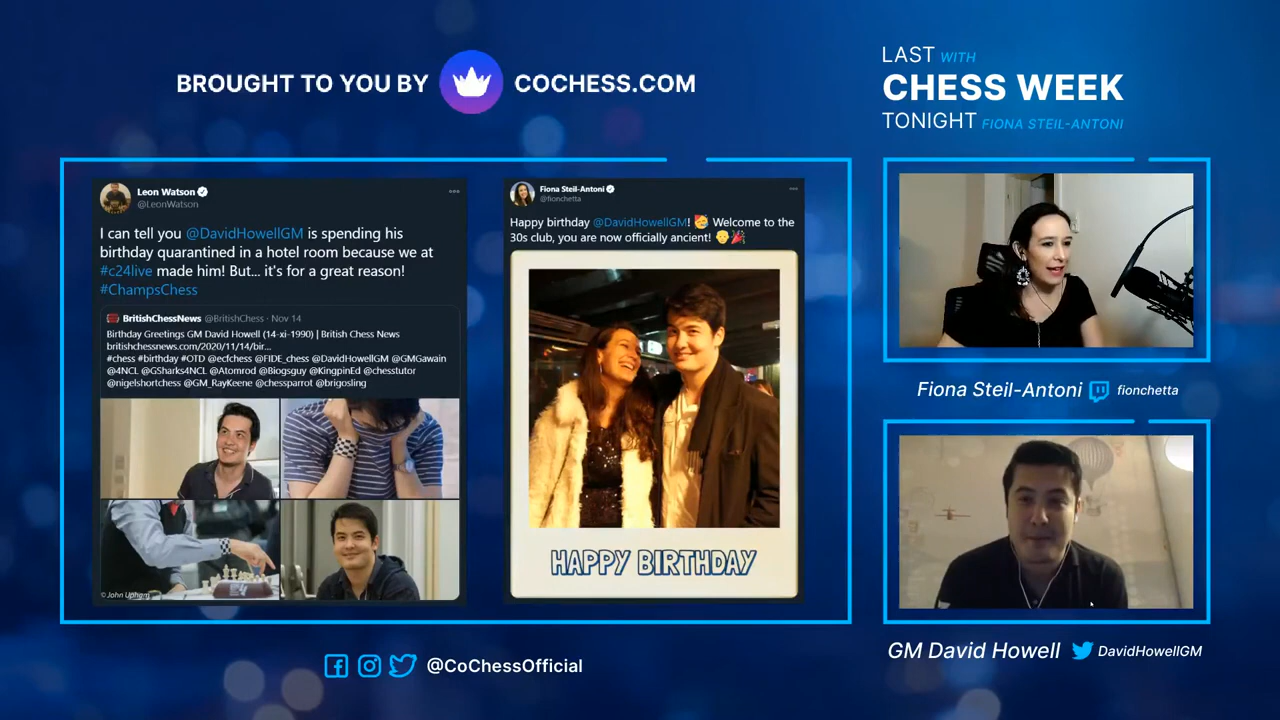 BROUGHT TO YOU BY COCHESS.COM
LAST WITH
CHESS WEEK
TONIGHT FIONA STEIL-ANTONI
Leon Watson
@LeonWatson
I can tell you @DavidHowellGM is spending his
birthday quarantined in a hotel room because we at
#c24live made him! But... it's for a great reason!
#ChampsChess
BritishChessNews @BritishChess · Nov 14
Birthday Greetings GM David Howell (14-xi-1990) | British Chess News
britishchessnews.com/2020/11/14/bir...
#chess #birthday #OTD @ecfchess @FIDE_chess @DavidHowellGM @GMGawain
@4NCL @GSharks4NCL @Atomrod @Biogsguy @KingpinEd @chesstutor
@nigelshortchess @GM_RayKeene @chessparrot @brigosling
© John Upham
Fiona Steil-Antoni
@fionchetta
Happy birthday @DavidHowellGM! 🥳 Welcome to the
30s club, you are now officially ancient! 👴🎉
HAPPY BIRTHDAY
Fiona Steil-Antoni fionchetta
GM David Howell DavidHowellGM
@CoChessOfficial